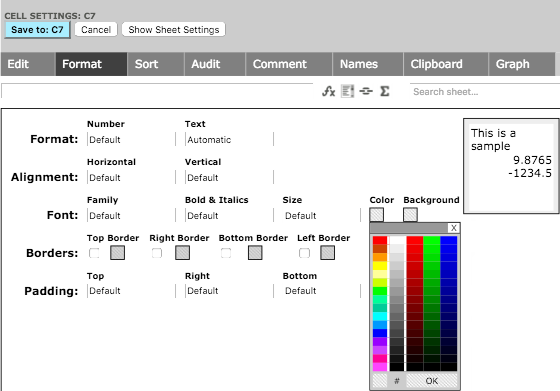 CELL SETTINGS: C7
Save to: C7 Cancel Show Sheet Settings
Edit Format Sort Audit Comment Names Clipboard Graph
fx Σ Search sheet...
Number Text
Format: Default Automatic
Horizontal Vertical
Alignment: Default Default
Family Bold & Italics Size Color Background
Font: Default Default Default
Top Border Right Border Bottom Border Left Border
Borders:
Top Right Bottom
Padding: Default Default Default
This is a
sample
9.8765
-1234.5
X
# OK